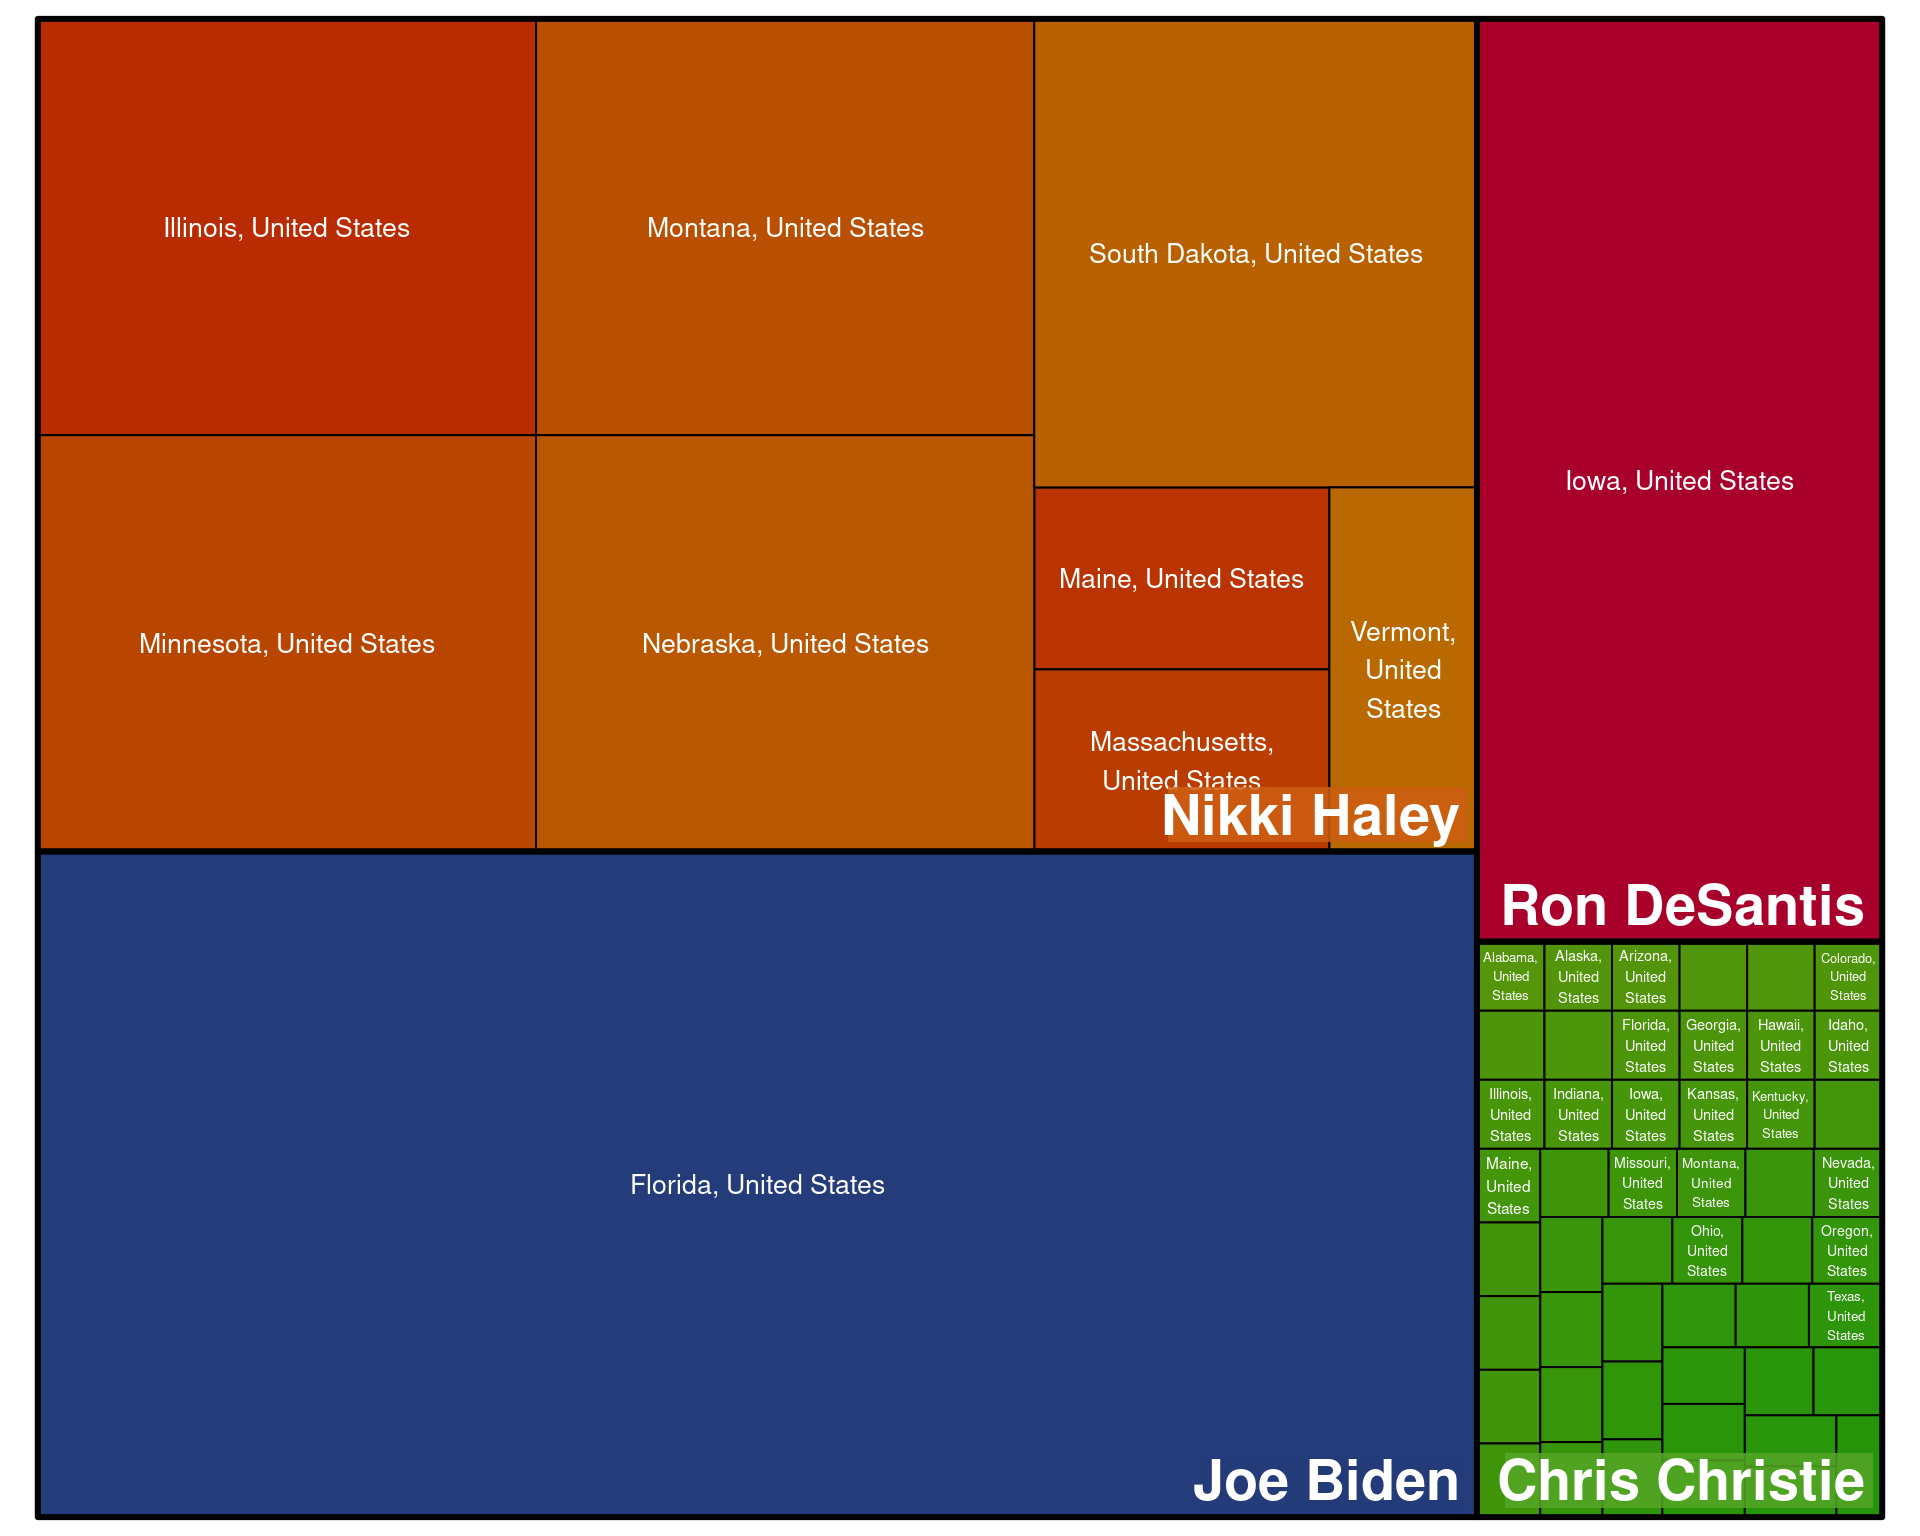 Illinois, United States
Montana, United States
South Dakota, United States
Iowa, United States
Minnesota, United States
Nebraska, United States
Maine, United States
Vermont,
United
States
Massachusetts,
United States
Nikki Haley
Ron DeSantis
Florida, United States
Joe Biden
Alabama,
United
States
Alaska,
United
States
Arizona,
United
States
Colorado,
United
States
Florida,
United
States
Georgia,
United
States
Hawaii,
United
States
Idaho,
United
States
Illinois,
United
States
Indiana,
United
States
Iowa,
United
States
Kansas,
United
States
Kentucky,
United
States
Maine,
United
States
Missouri,
United
States
Montana,
United
States
Nevada,
United
States
Ohio,
United
States
Oregon,
United
States
Texas,
United
States
Chris Christie